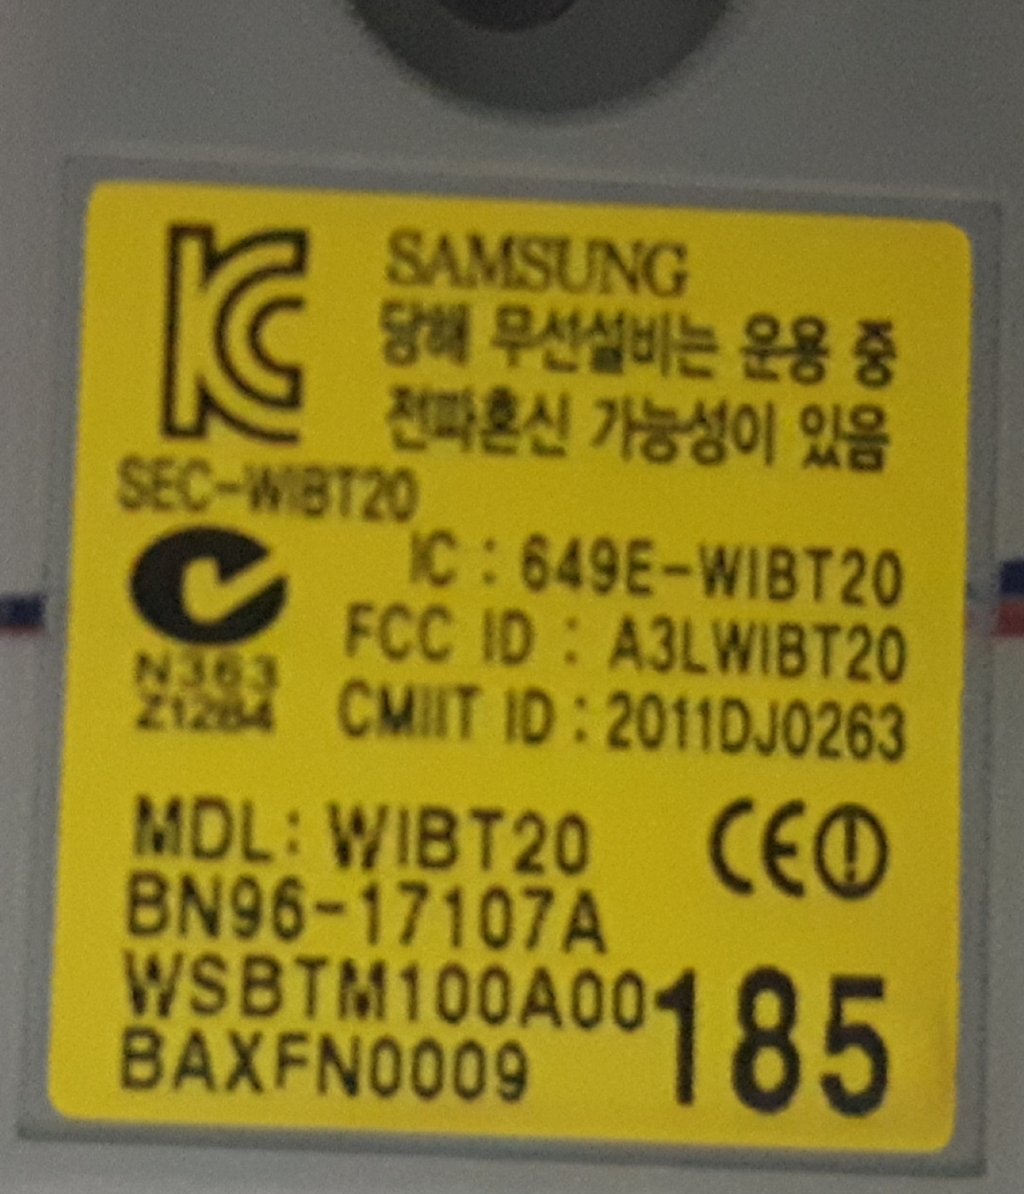 SAMSUNG
당해 무선설비는 운용 중
전파혼신 가능성이 있음
SEC-WIBT20
IC : 649E-WIBT20
FCC ID : A3LWIBT20
CMIIT ID : 2011DJ0263
N363
Z1284
MDL: WIBT20
CE
BN96-17107A
WSBTM100A00
BAXFN0009
185